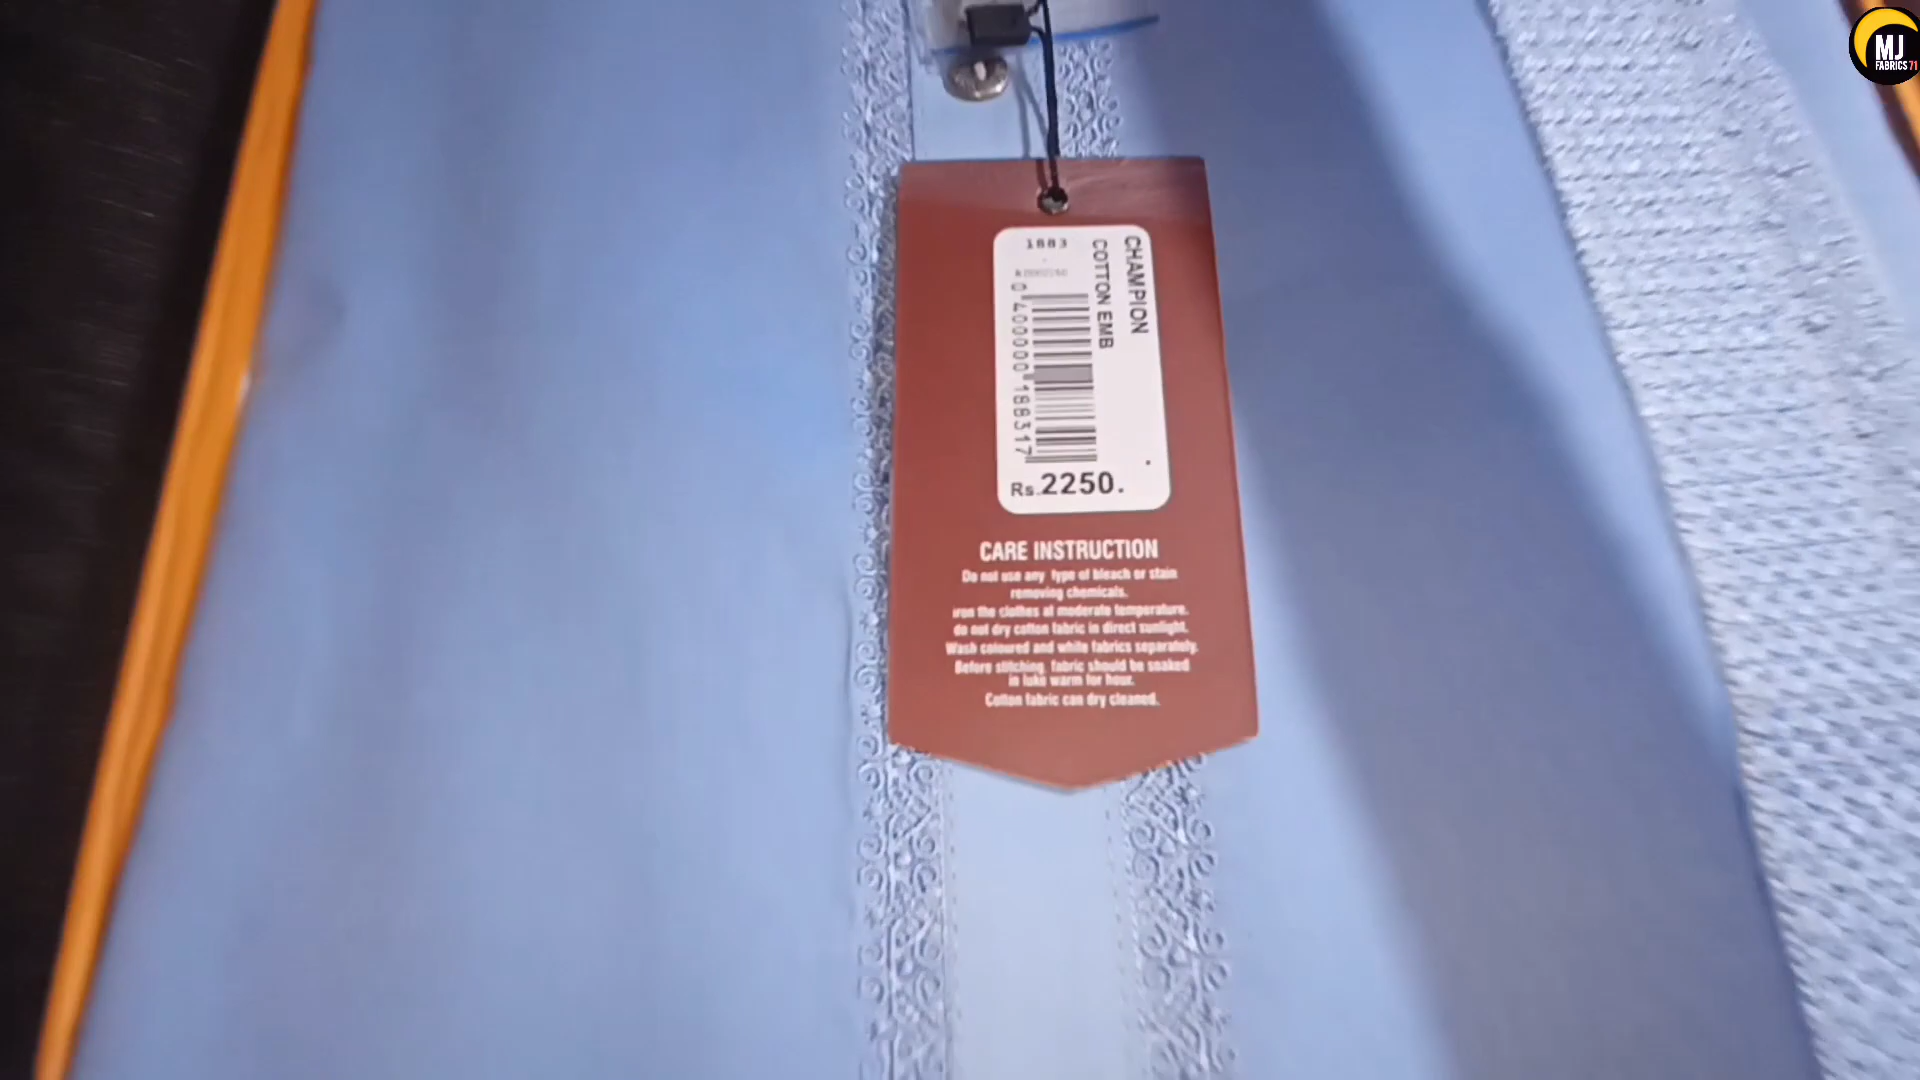 MJ
FABRICS 71
CHAMPION
COTTON EMB
1883
0 400000 188317
Rs.2250.
CARE INSTRUCTION
Do not use any type of bleach or stain
removing chemicals.
iron the clothes at moderate temperature.
do not dry cotton fabric in direct sunlight.
Wash coloured and white fabrics separately.
Before stitching, fabric should be soaked
in luke warm for hour.
Cotton fabric can dry cleaned.